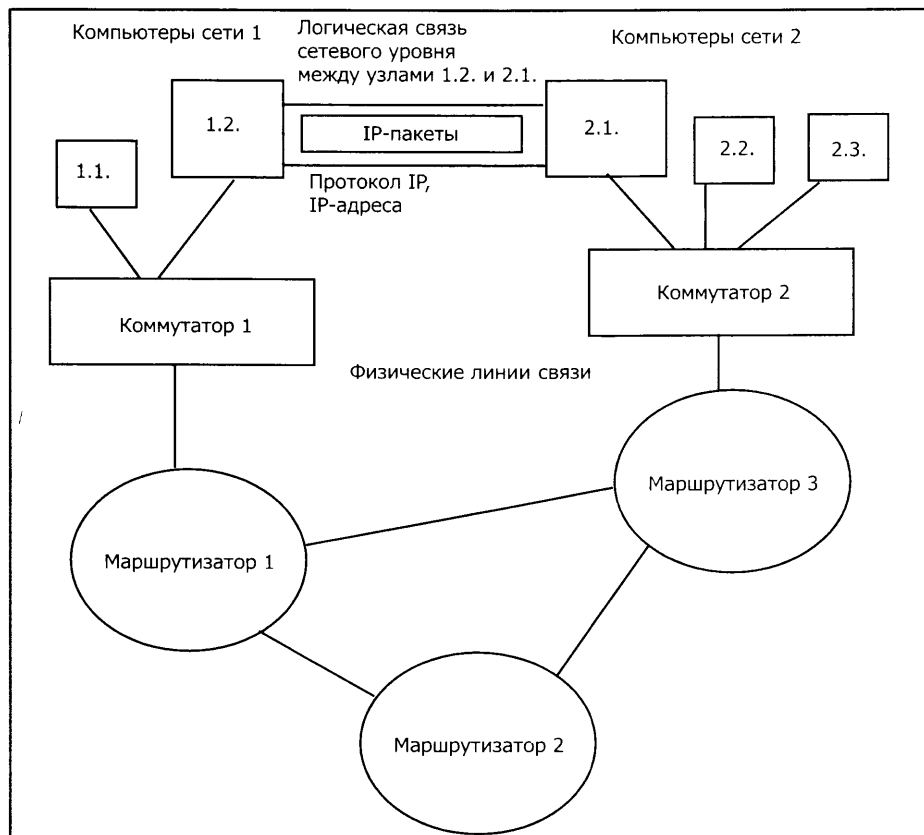 Компьютеры сети 1
Логическая связь
сетевого уровня
между узлами 1.2. и 2.1.
Компьютеры сети 2
1.1.
1.2.
IP-пакеты
2.1.
2.2.
2.3.
Протокол IP,
IP-адреса
Коммутатор 1
Коммутатор 2
Физические линии связи
Маршрутизатор 1
Маршрутизатор 3
Маршрутизатор 2